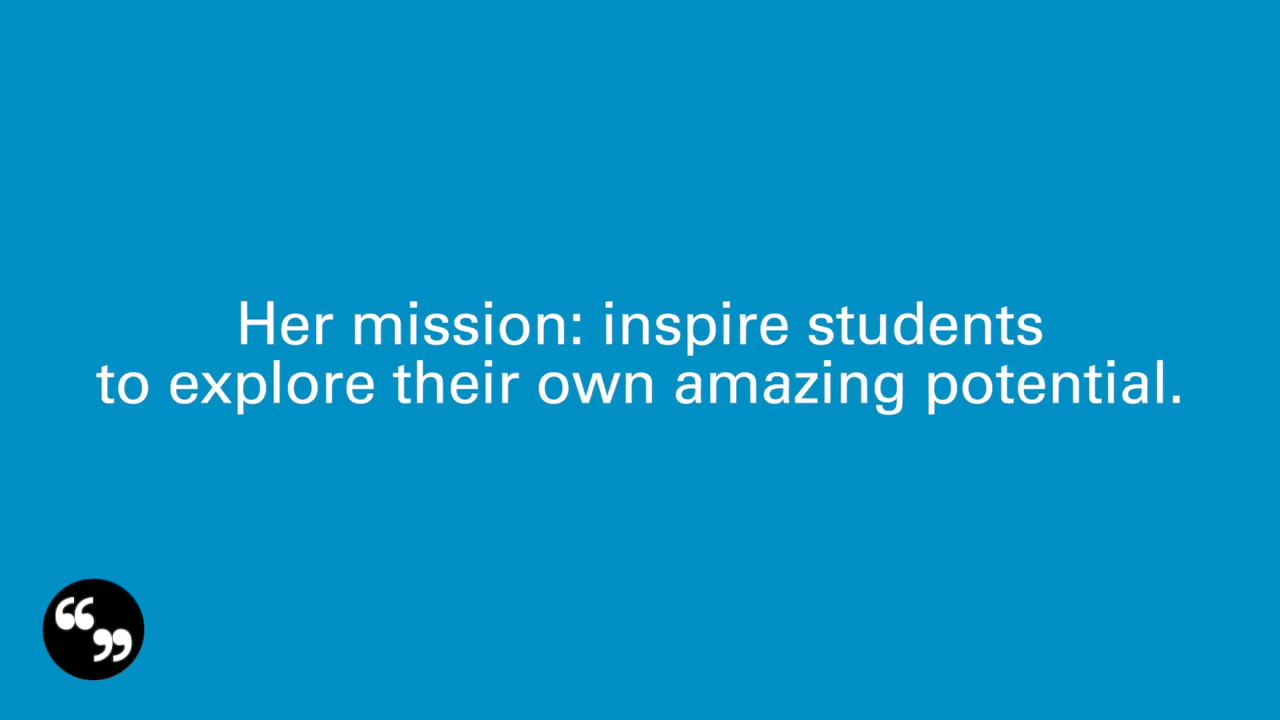 Her mission: inspire students
to explore their own amazing potential.